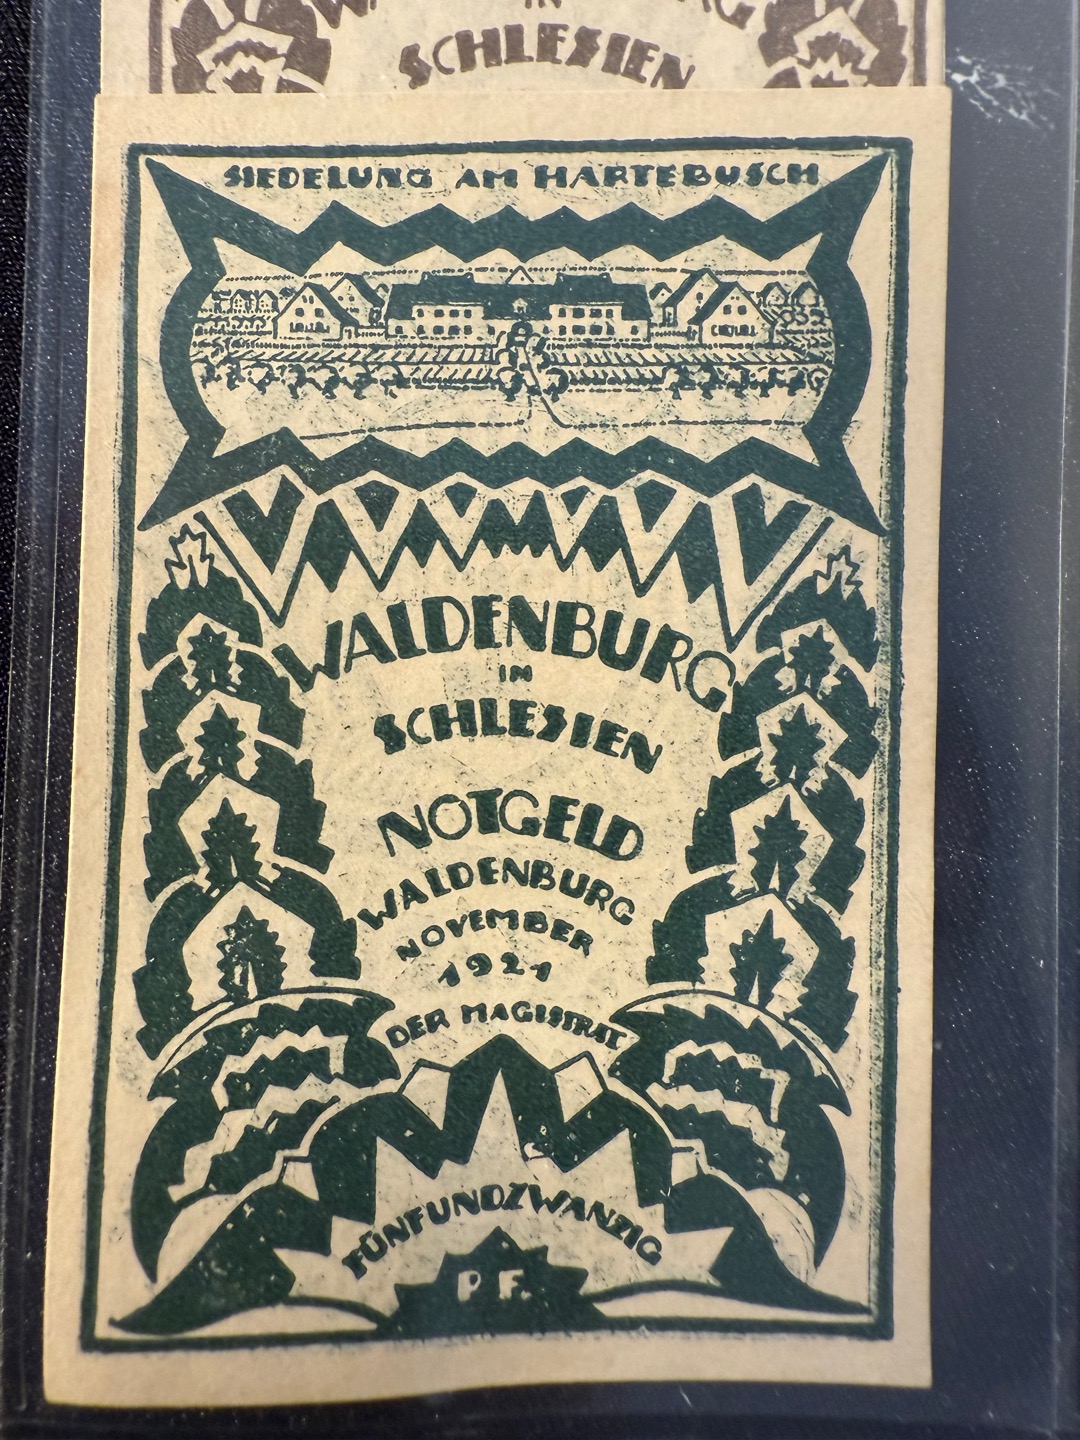 SCHLESIEN
SIEDELUNG AM HARTEBUSCH
WALDENBURG
IN
SCHLESIEN
NOTGELD
WALDENBURG
NOVEMBER
1921
DER MAGISTRAT
FÜNFUNDZWANZIG
P F.